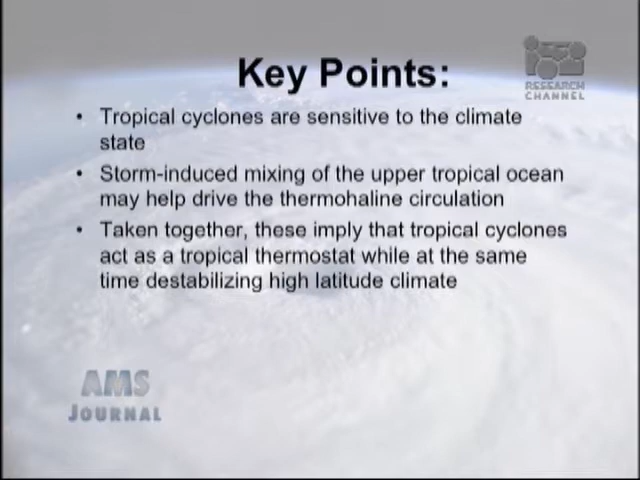 Key Points:
RESEARCH
CHANNEL
• Tropical cyclones are sensitive to the climate
state
• Storm-induced mixing of the upper tropical ocean
may help drive the thermohaline circulation
• Taken together, these imply that tropical cyclones
act as a tropical thermostat while at the same
time destabilizing high latitude climate
AMS
JOURNAL